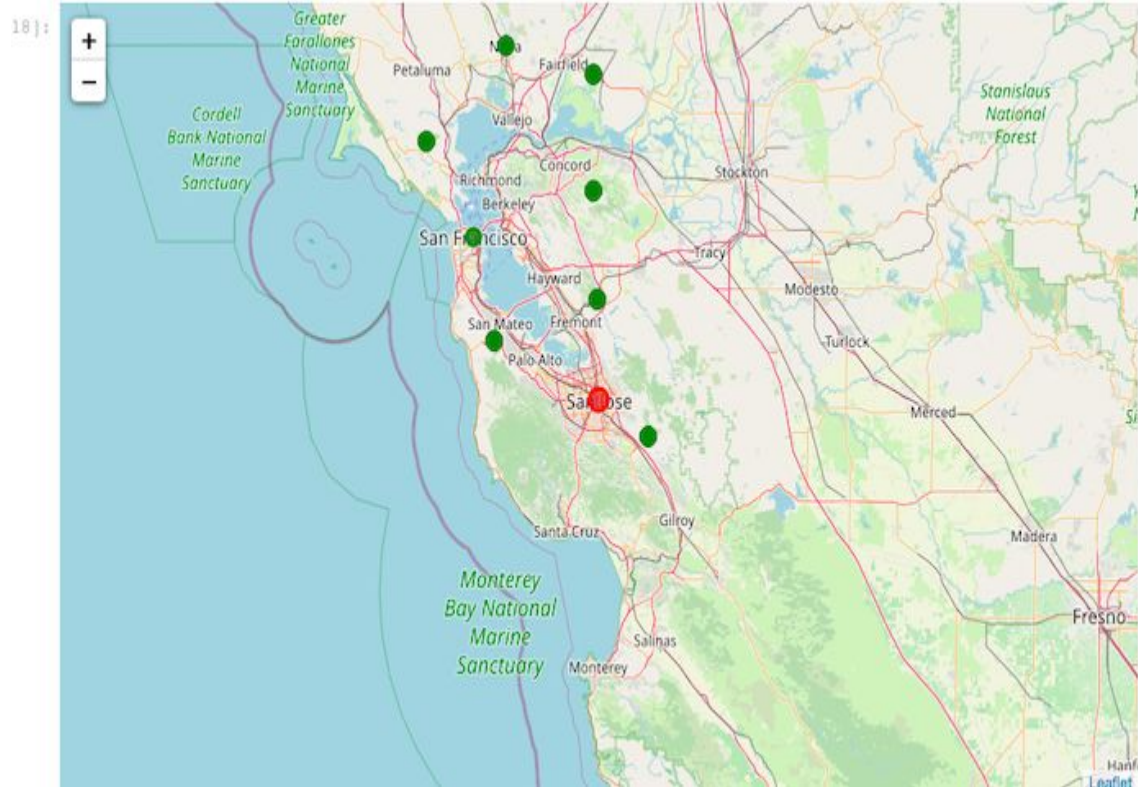 18]:
+
−
Greater
Farallones
National
Marine
Sanctuary
Petaluma
Fairfield
Cordell
Bank National
Marine
Sanctuary
Vallejo
Stanislaus
National
Forest
Concord
Stockton
Richmond
Berkeley
San Francisco
Tracy
Hayward
Modesto
San Mateo
Fremont
Palo Alto
Turlock
San Jose
Merced
Gilroy
Santa Cruz
Madera
Monterey
Bay National
Marine
Sanctuary
Fresno
Salinas
Monterey
Hanf
Leaflet